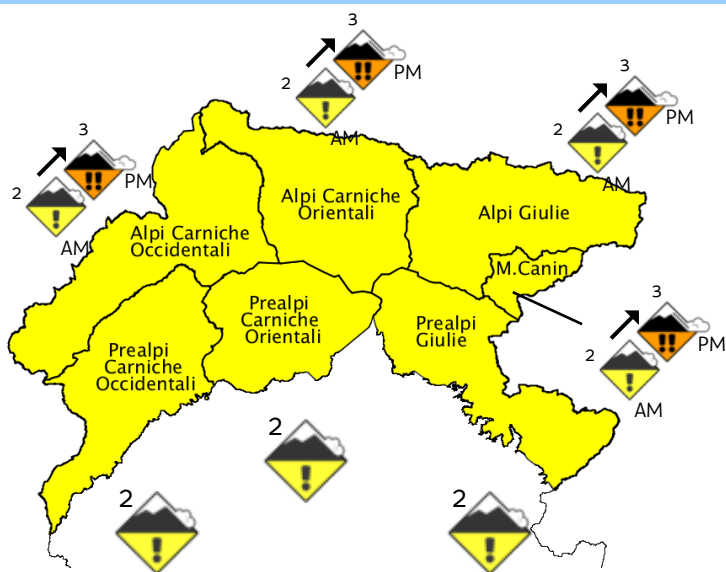 3
PM
2
AM
3
PM
2
AM
3
PM
2
AM
Alpi Carniche
Orientali
Alpi Giulie
Alpi Carniche
Occidentali
M.Canin
Prealpi
Carniche
Orientali
Prealpi
Giulie
3
PM
2
AM
Prealpi
Carniche
Occidentali
2
2
2